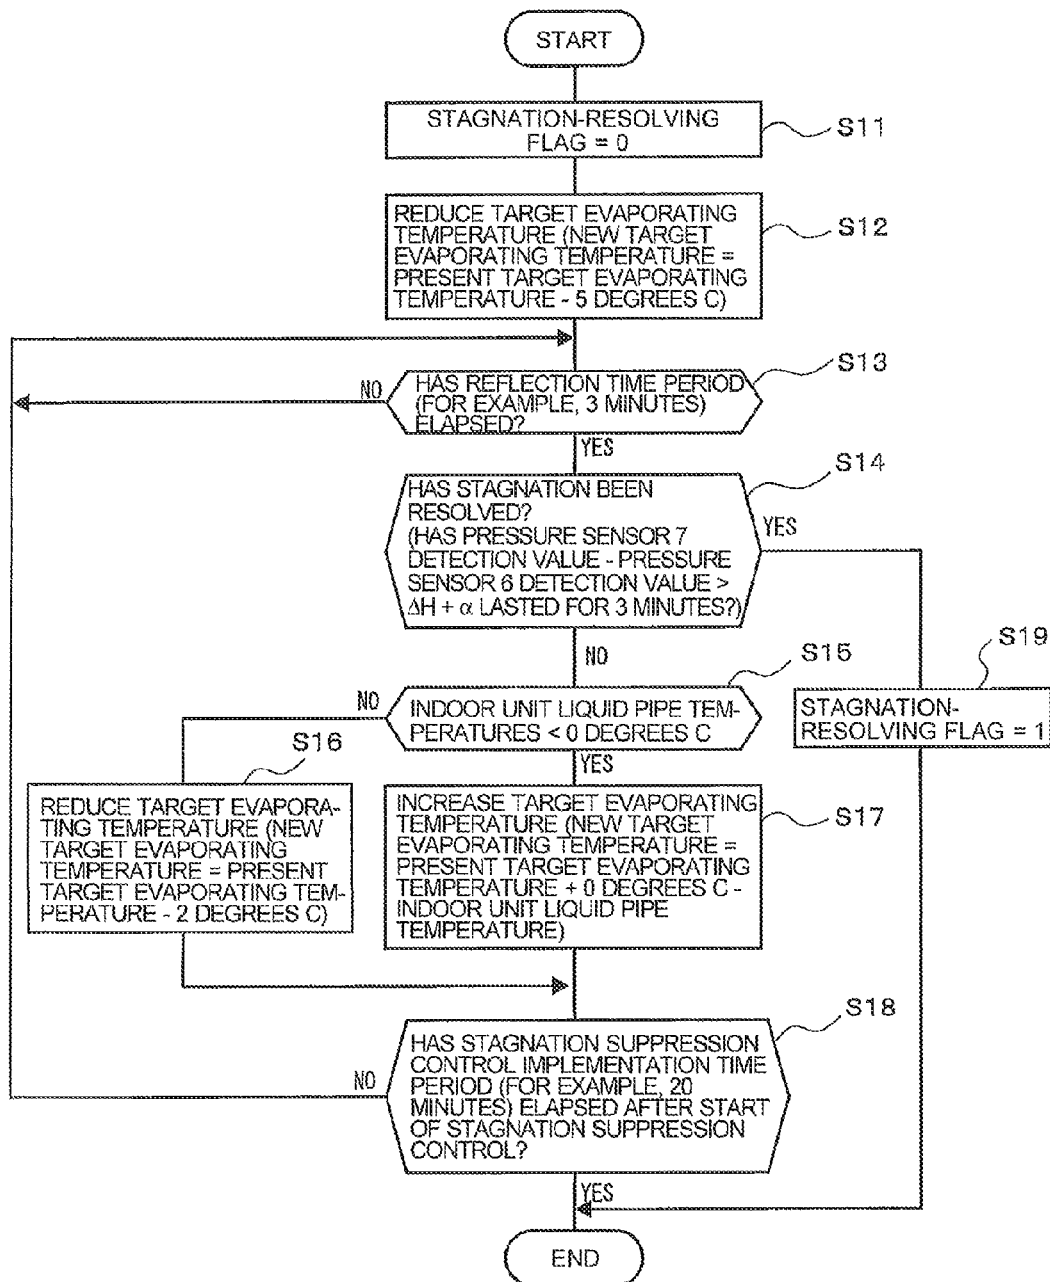 START
STAGNATION-RESOLVING
FLAG = 0
S11
REDUCE TARGET EVAPORATING
TEMPERATURE (NEW TARGET
EVAPORATING TEMPERATURE =
PRESENT TARGET EVAPORATING
TEMPERATURE - 5 DEGREES C)
S12
HAS REFLECTION TIME PERIOD
(FOR EXAMPLE, 3 MINUTES)
ELAPSED?
S13
NO
YES
HAS STAGNATION BEEN
RESOLVED?
(HAS PRESSURE SENSOR 7
DETECTION VALUE - PRESSURE
SENSOR 6 DETECTION VALUE >
ΔH + α LASTED FOR 3 MINUTES?)
S14
YES
NO
INDOOR UNIT LIQUID PIPE TEM-
PERATURES < 0 DEGREES C
S15
NO
YES
S19
STAGNATION-
RESOLVING FLAG = 1
S16
REDUCE TARGET EVAPORA-
TING TEMPERATURE (NEW
TARGET EVAPORATING
TEMPERATURE = PRESENT
TARGET EVAPORATING TEM-
PERATURE - 2 DEGREES C)
INCREASE TARGET EVAPORATING
TEMPERATURE (NEW TARGET
EVAPORATING TEMPERATURE =
PRESENT TARGET EVAPORATING
TEMPERATURE + 0 DEGREES C -
INDOOR UNIT LIQUID PIPE
TEMPERATURE)
S17
HAS STAGNATION SUPPRESSION
CONTROL IMPLEMENTATION TIME
PERIOD (FOR EXAMPLE, 20
MINUTES) ELAPSED AFTER START
OF STAGNATION SUPPRESSION
CONTROL?
S18
NO
YES
END